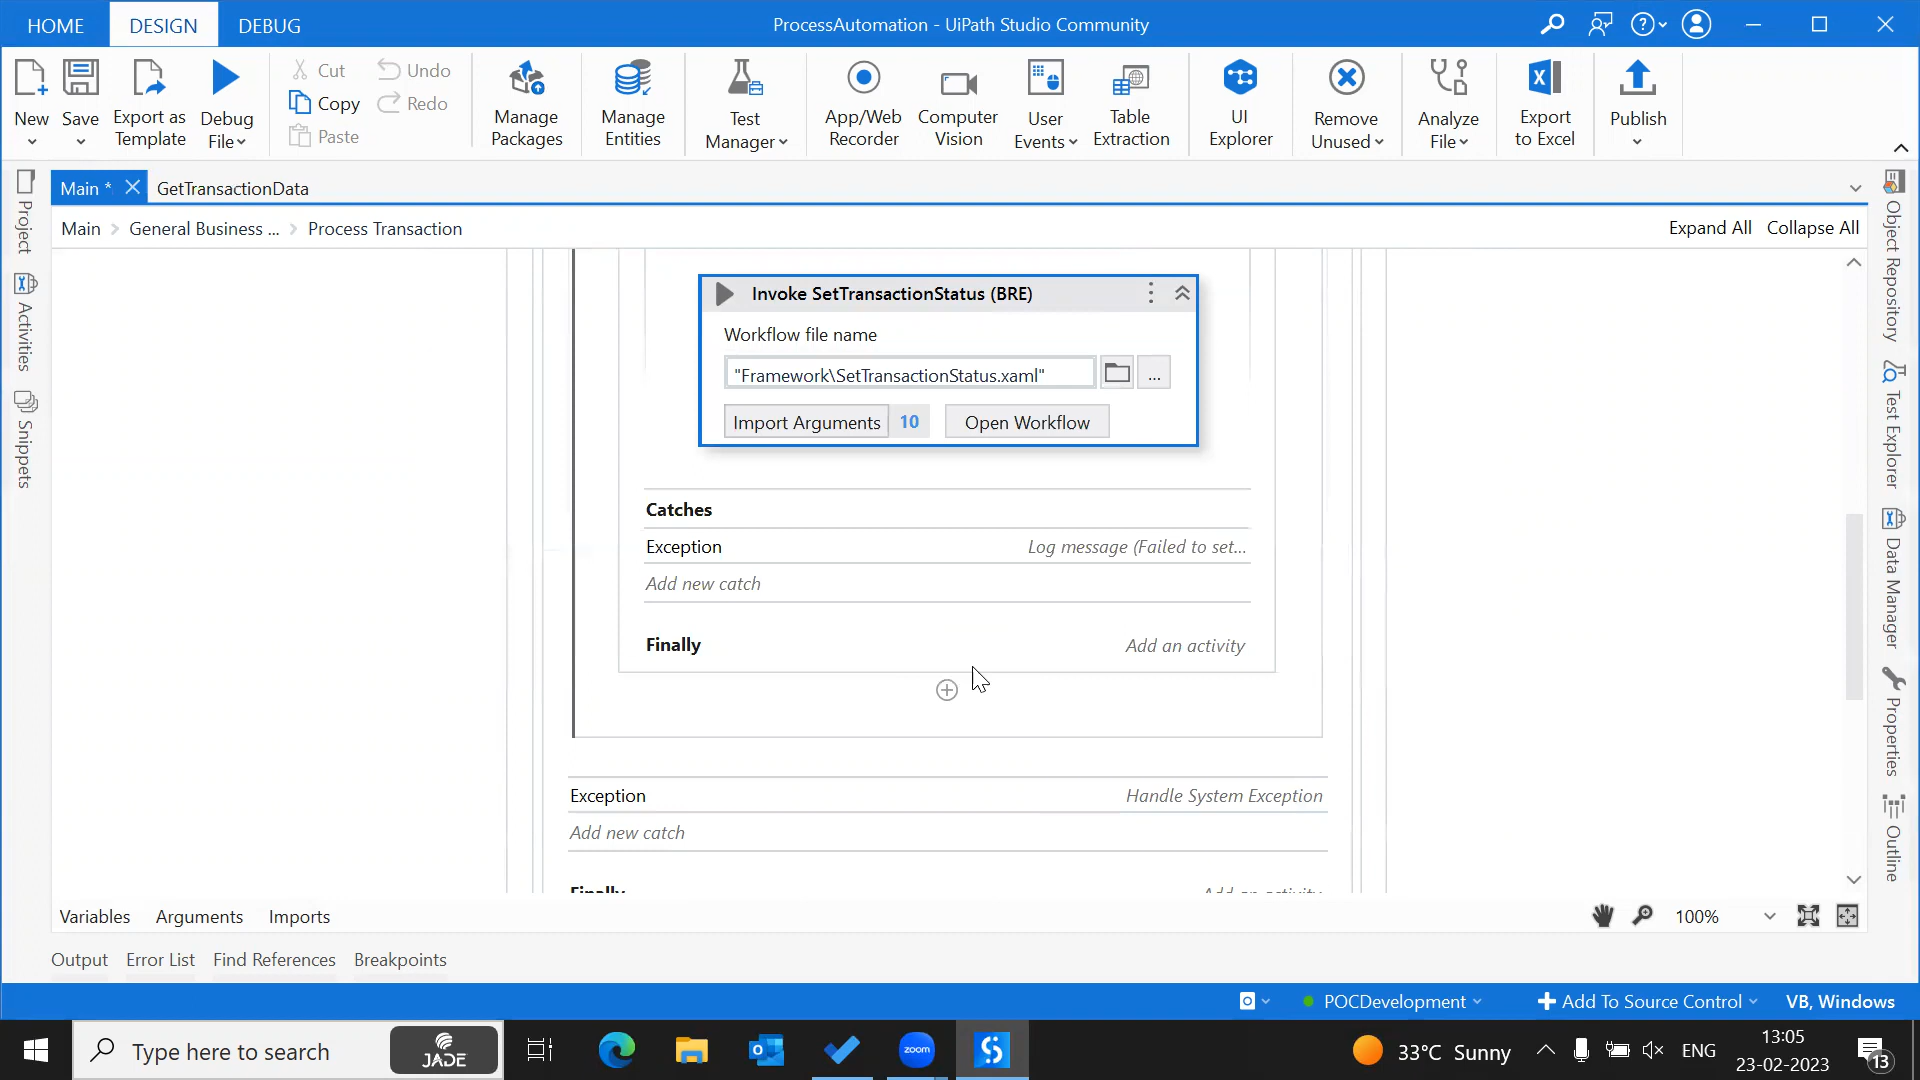 HOME
DESIGN
DEBUG
ProcessAutomation - UiPath Studio Community
New
Save
Export as
Template
Debug
File
Cut
Copy
Paste
Undo
Redo
Manage
Packages
Manage
Entities
Test
Manager
App/Web
Recorder
Computer
Vision
User
Events
Table
Extraction
UI
Explorer
Remove
Unused
Analyze
File
Export
to Excel
Publish
Main *
GetTransactionData
Main > General Business ... > Process Transaction
Expand All
Collapse All
Project
Activities
Snippets
Invoke SetTransactionStatus (BRE)
Workflow file name
"Framework\SetTransactionStatus.xaml"
...
Import Arguments 10
Open Workflow
Catches
Exception
Log message (Failed to set...
Add new catch
Finally
Add an activity
Exception
Handle System Exception
Add new catch
Finally
Add an activity
Object Repository
Test Explorer
Data Manager
Properties
Outline
Variables
Arguments
Imports
100%
Output
Error List
Find References
Breakpoints
POCDevelopment
Add To Source Control
VB, Windows
Type here to search
JADE
zoom
33°C Sunny
ENG
13:05
23-02-2023
13